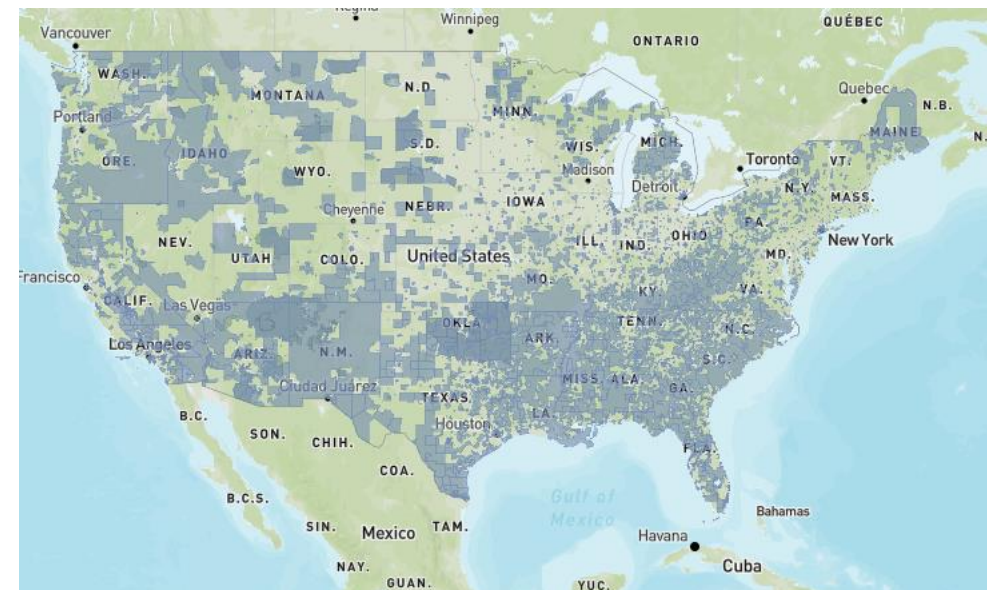 Regina
Winnipeg
QUÉBEC
Vancouver
ONTARIO
WASH.
MONTANA
N.D.
MINN.
Quebec
N.B.
Portland
MAINE
ORE.
IDAHO
S.D.
WIS.
MICH.
Toronto
VT.
N.
WYO.
Madison
Detroit
N.Y.
MASS.
Cheyenne
NEBR.
IOWA
PA.
NEV.
UTAH
COLO.
United States
ILL.
IND.
OHIO
MD.
New York
Francisco
CALIF.
Las Vegas
MO.
KY.
VA.
Los Angeles
ARIZ.
N.M.
OKLA.
ARK.
TENN.
N.C.
S.C.
Ciudad Juárez
TEXAS
MISS.
ALA.
GA.
B.C.
SON.
CHIH.
Houston
LA.
FLA.
COA.
B.C.S.
Gulf of
Mexico
Bahamas
SIN.
Mexico
TAM.
Havana
NAY.
Cuba
GUAN.
YUC.